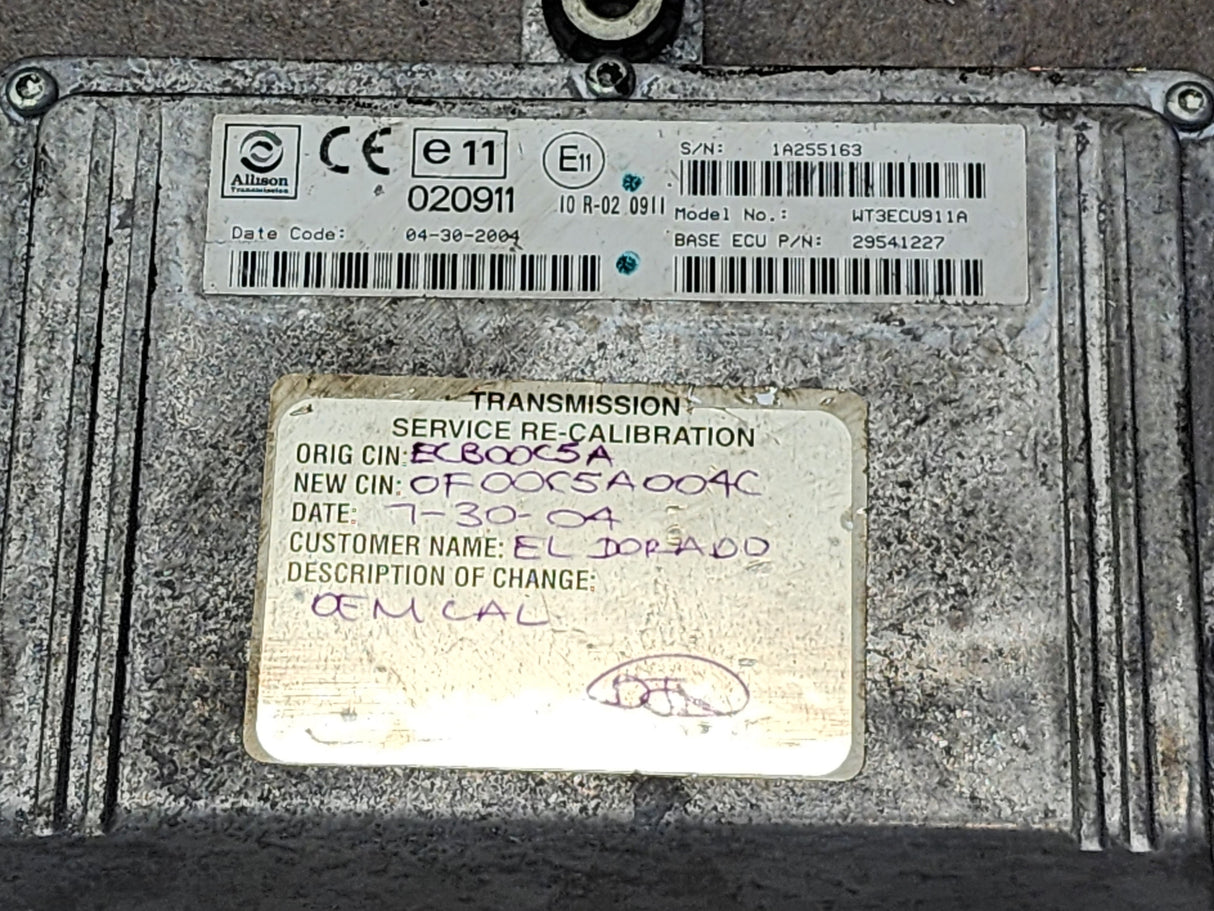 Allison
Transmission
CE
e 11
020911
E11
10 R-02 0911
Date Code: 04-30-2004
S/N: 1A255163
Model No.: WT3ECU911A
BASE ECU P/N: 29541227
TRANSMISSION
SERVICE RE-CALIBRATION
ORIG CIN: ECB00C5A
NEW CIN: 0F00C5A004C
DATE: 7-30-04
CUSTOMER NAME: EL DORADO
DESCRIPTION OF CHANGE:
OEM CAL